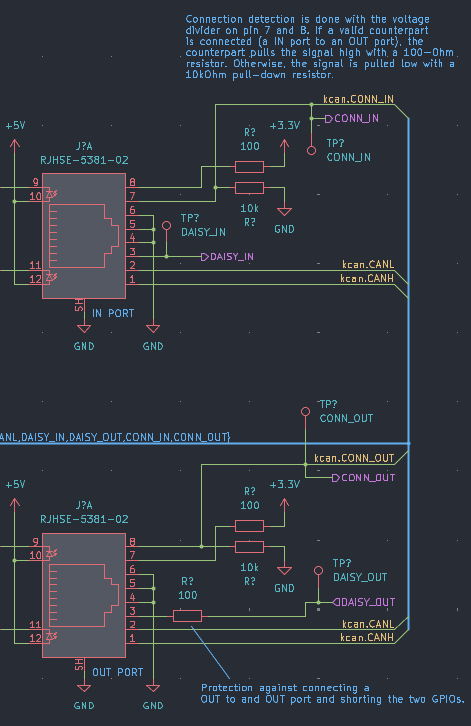 Connection detection is done with the voltage
divider on pin 7 and 8. If a valid counterpart
is connected (a IN port to an OUT port), the
counterpart pulls the signal high with a 100-Ohm
resistor. Otherwise, the signal is pulled low with a
10kOhm pull-down resistor.
kcan.CONN_IN
CONN_IN
+5V
R?
100
+3.3V
TP?
CONN_IN
J?A
RJHSE-5381-02
9
8
10
7
10k
R?
GND
6
5
4
3
TP?
DAISY_IN
DAISY_IN
11
2
kcan.CANL
12
1
kcan.CANH
SH
IN PORT
GND
GND
TP?
CONN_OUT
ANL,DAISY_IN,DAISY_OUT,CONN_IN,CONN_OUT}
kcan.CONN_OUT
CONN_OUT
+5V
R?
100
+3.3V
J?A
RJHSE-5381-02
9
8
10
7
10k
R?
GND
6
5
4
3
R?
100
TP?
DAISY_OUT
DAISY_OUT
11
2
kcan.CANL
12
1
kcan.CANH
SH
OUT PORT
GND
GND
Protection against connecting a
OUT to and OUT port and shorting the two GPIOs.